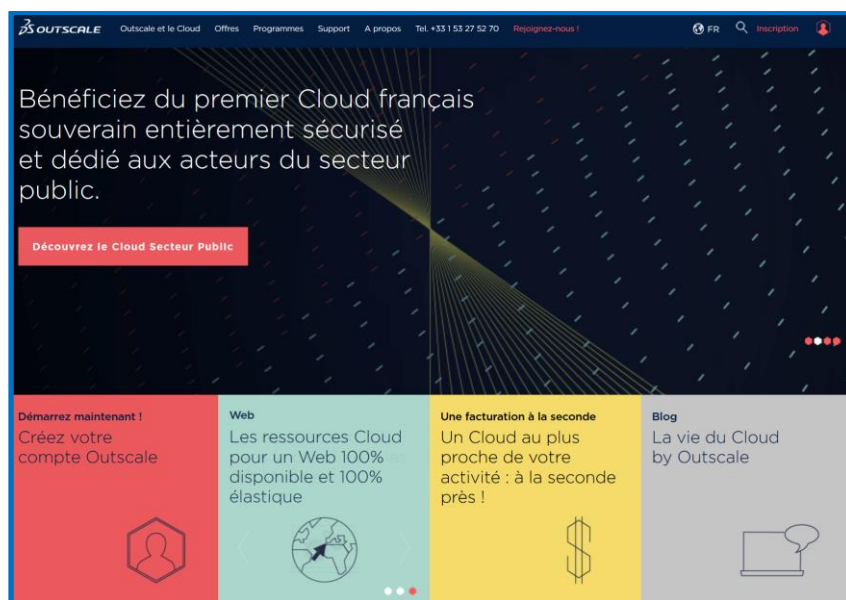 3S OUTSCALE Outscale et le Cloud Offres Programmes Support A propos Tel. +33 1 53 27 52 70 Rejoignez-nous ! FR Inscription
Bénéficiez du premier Cloud français
souverain entièrement sécurisé
et dédié aux acteurs du secteur
public.
Découvrez le Cloud Secteur Public
Démarrez maintenant !
Créez votre
compte Outscale
Web
Les ressources Cloud
pour un Web 100%
disponible et 100%
élastique
Une facturation à la seconde
Un Cloud au plus
proche de votre
activité : à la seconde
près !
Blog
La vie du Cloud
by Outscale